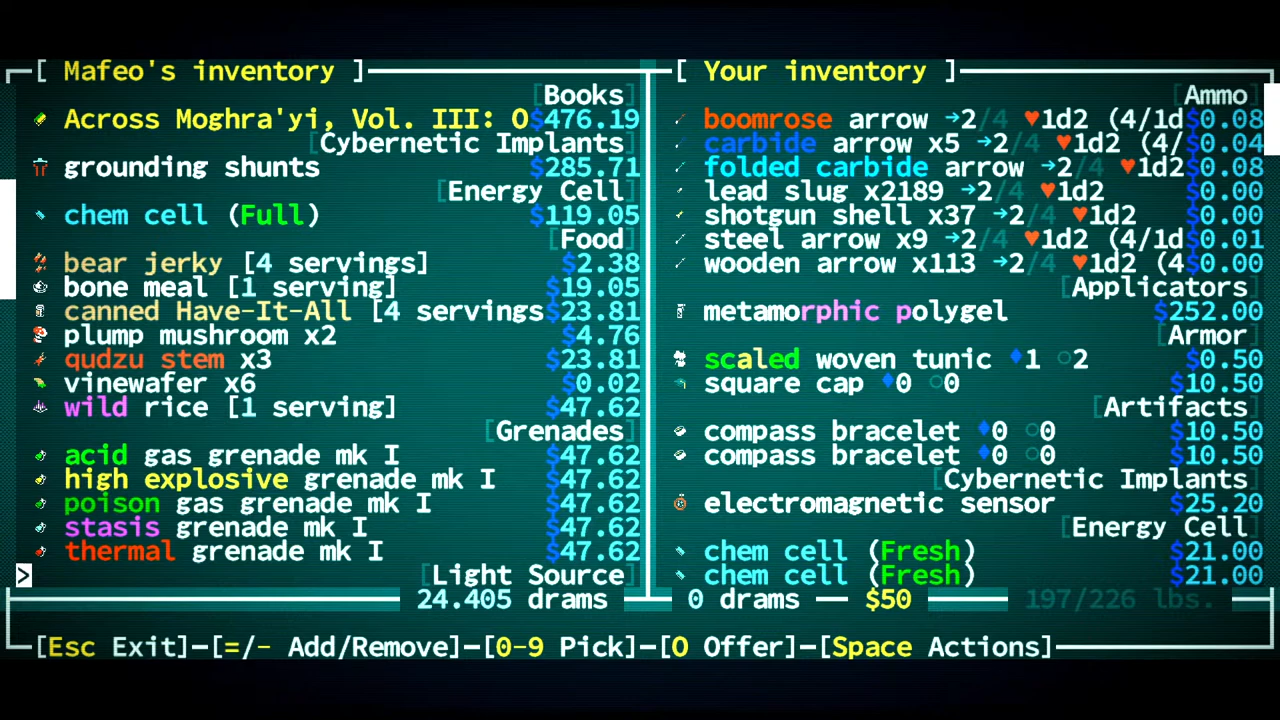 [ Mafeo's inventory ]
[Books]
Across Moghra'yi, Vol. III: O$476.19
[Cybernetic Implants]
grounding shunts $285.71
[Energy Cell]
chem cell (Full) $119.05
[Food]
bear jerky [4 servings] $2.38
bone meal [1 serving] $19.05
canned Have-It-All [4 servings$23.81
plump mushroom x2 $4.76
qudzu stem x3 $23.81
vinewafer x6 $0.02
wild rice [1 serving] $47.62
[Grenades]
acid gas grenade mk I $47.62
high explosive grenade mk I $47.62
poison gas grenade mk I $47.62
stasis grenade mk I $47.62
thermal grenade mk I $47.62
> [Light Source]
24.405 drams
[ Your inventory ]
[Ammo]
boomrose arrow →2/4 ♥1d2 (4/1d$0.08
carbide arrow x5 →2/4 ♥1d2 (4/$0.04
folded carbide arrow →2/4 ♥1d2$0.08
lead slug x2189 →2/4 ♥1d2 $0.00
shotgun shell x37 →2/4 ♥1d2 $0.00
steel arrow x9 →2/4 ♥1d2 (4/1d$0.01
wooden arrow x113 →2/4 ♥1d2 (4$0.00
[Applicators]
metamorphic polygel $252.00
[Armor]
scaled woven tunic ♦1 ○2 $0.50
square cap ♦0 ○0 $10.50
[Artifacts]
compass bracelet ♦0 ○0 $10.50
compass bracelet ♦0 ○0 $10.50
[Cybernetic Implants]
electromagnetic sensor $25.20
[Energy Cell]
chem cell (Fresh) $21.00
chem cell (Fresh) $21.00
0 drams — $50 197/226 lbs.
[Esc Exit]—[=/- Add/Remove]—[0-9 Pick]—[O Offer]—[Space Actions]